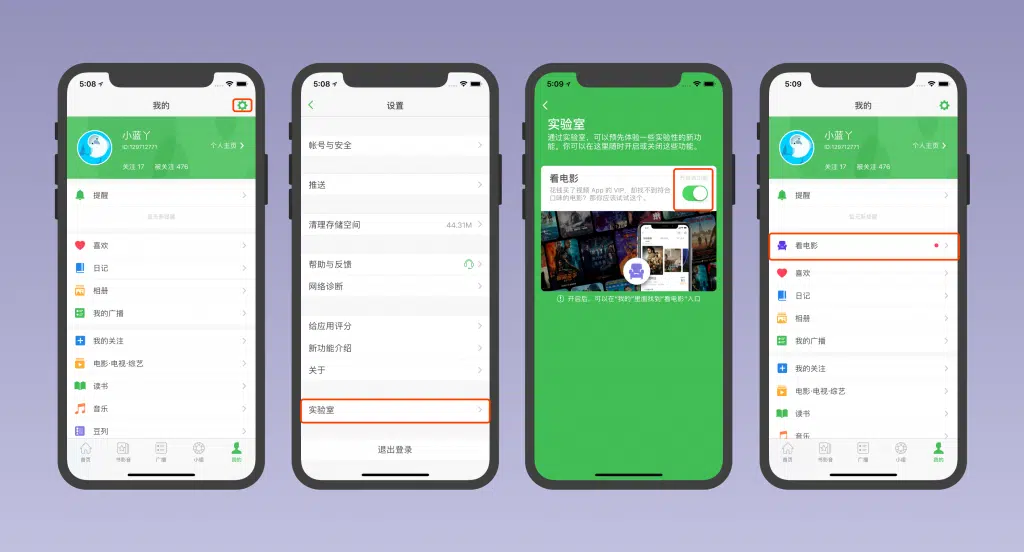 5:08
我的
小蓝丫
ID:129712771
个人主页
关注 17 被关注 476
提醒
暂无新提醒
喜欢
日记
相册
我的广播
我的关注
电影·电视·综艺
读书
音乐
豆列
首页
书影音
广播
小组
我的
5:08
设置
帐号与安全
推送
清理存储空间
44.31M
帮助与反馈
网络诊断
给应用评分
新功能介绍
关于
实验室
退出登录
5:09
实验室
通过实验室，可以预先体验一些实验性的新功
能。你可以在这里随时开启或关闭这些功能。
看电影
花钱买了视频 App 的 VIP，却找不到符合
口味的电影？那你应该试试这个。
开启后，可以在"我的"里面找到"看电影"入口
5:09
我的
小蓝丫
ID:129712771
个人主页
关注 17 被关注 476
提醒
暂无新提醒
看电影
喜欢
日记
相册
我的广播
我的关注
电影·电视·综艺
读书
音乐
首页
书影音
广播
小组
我的